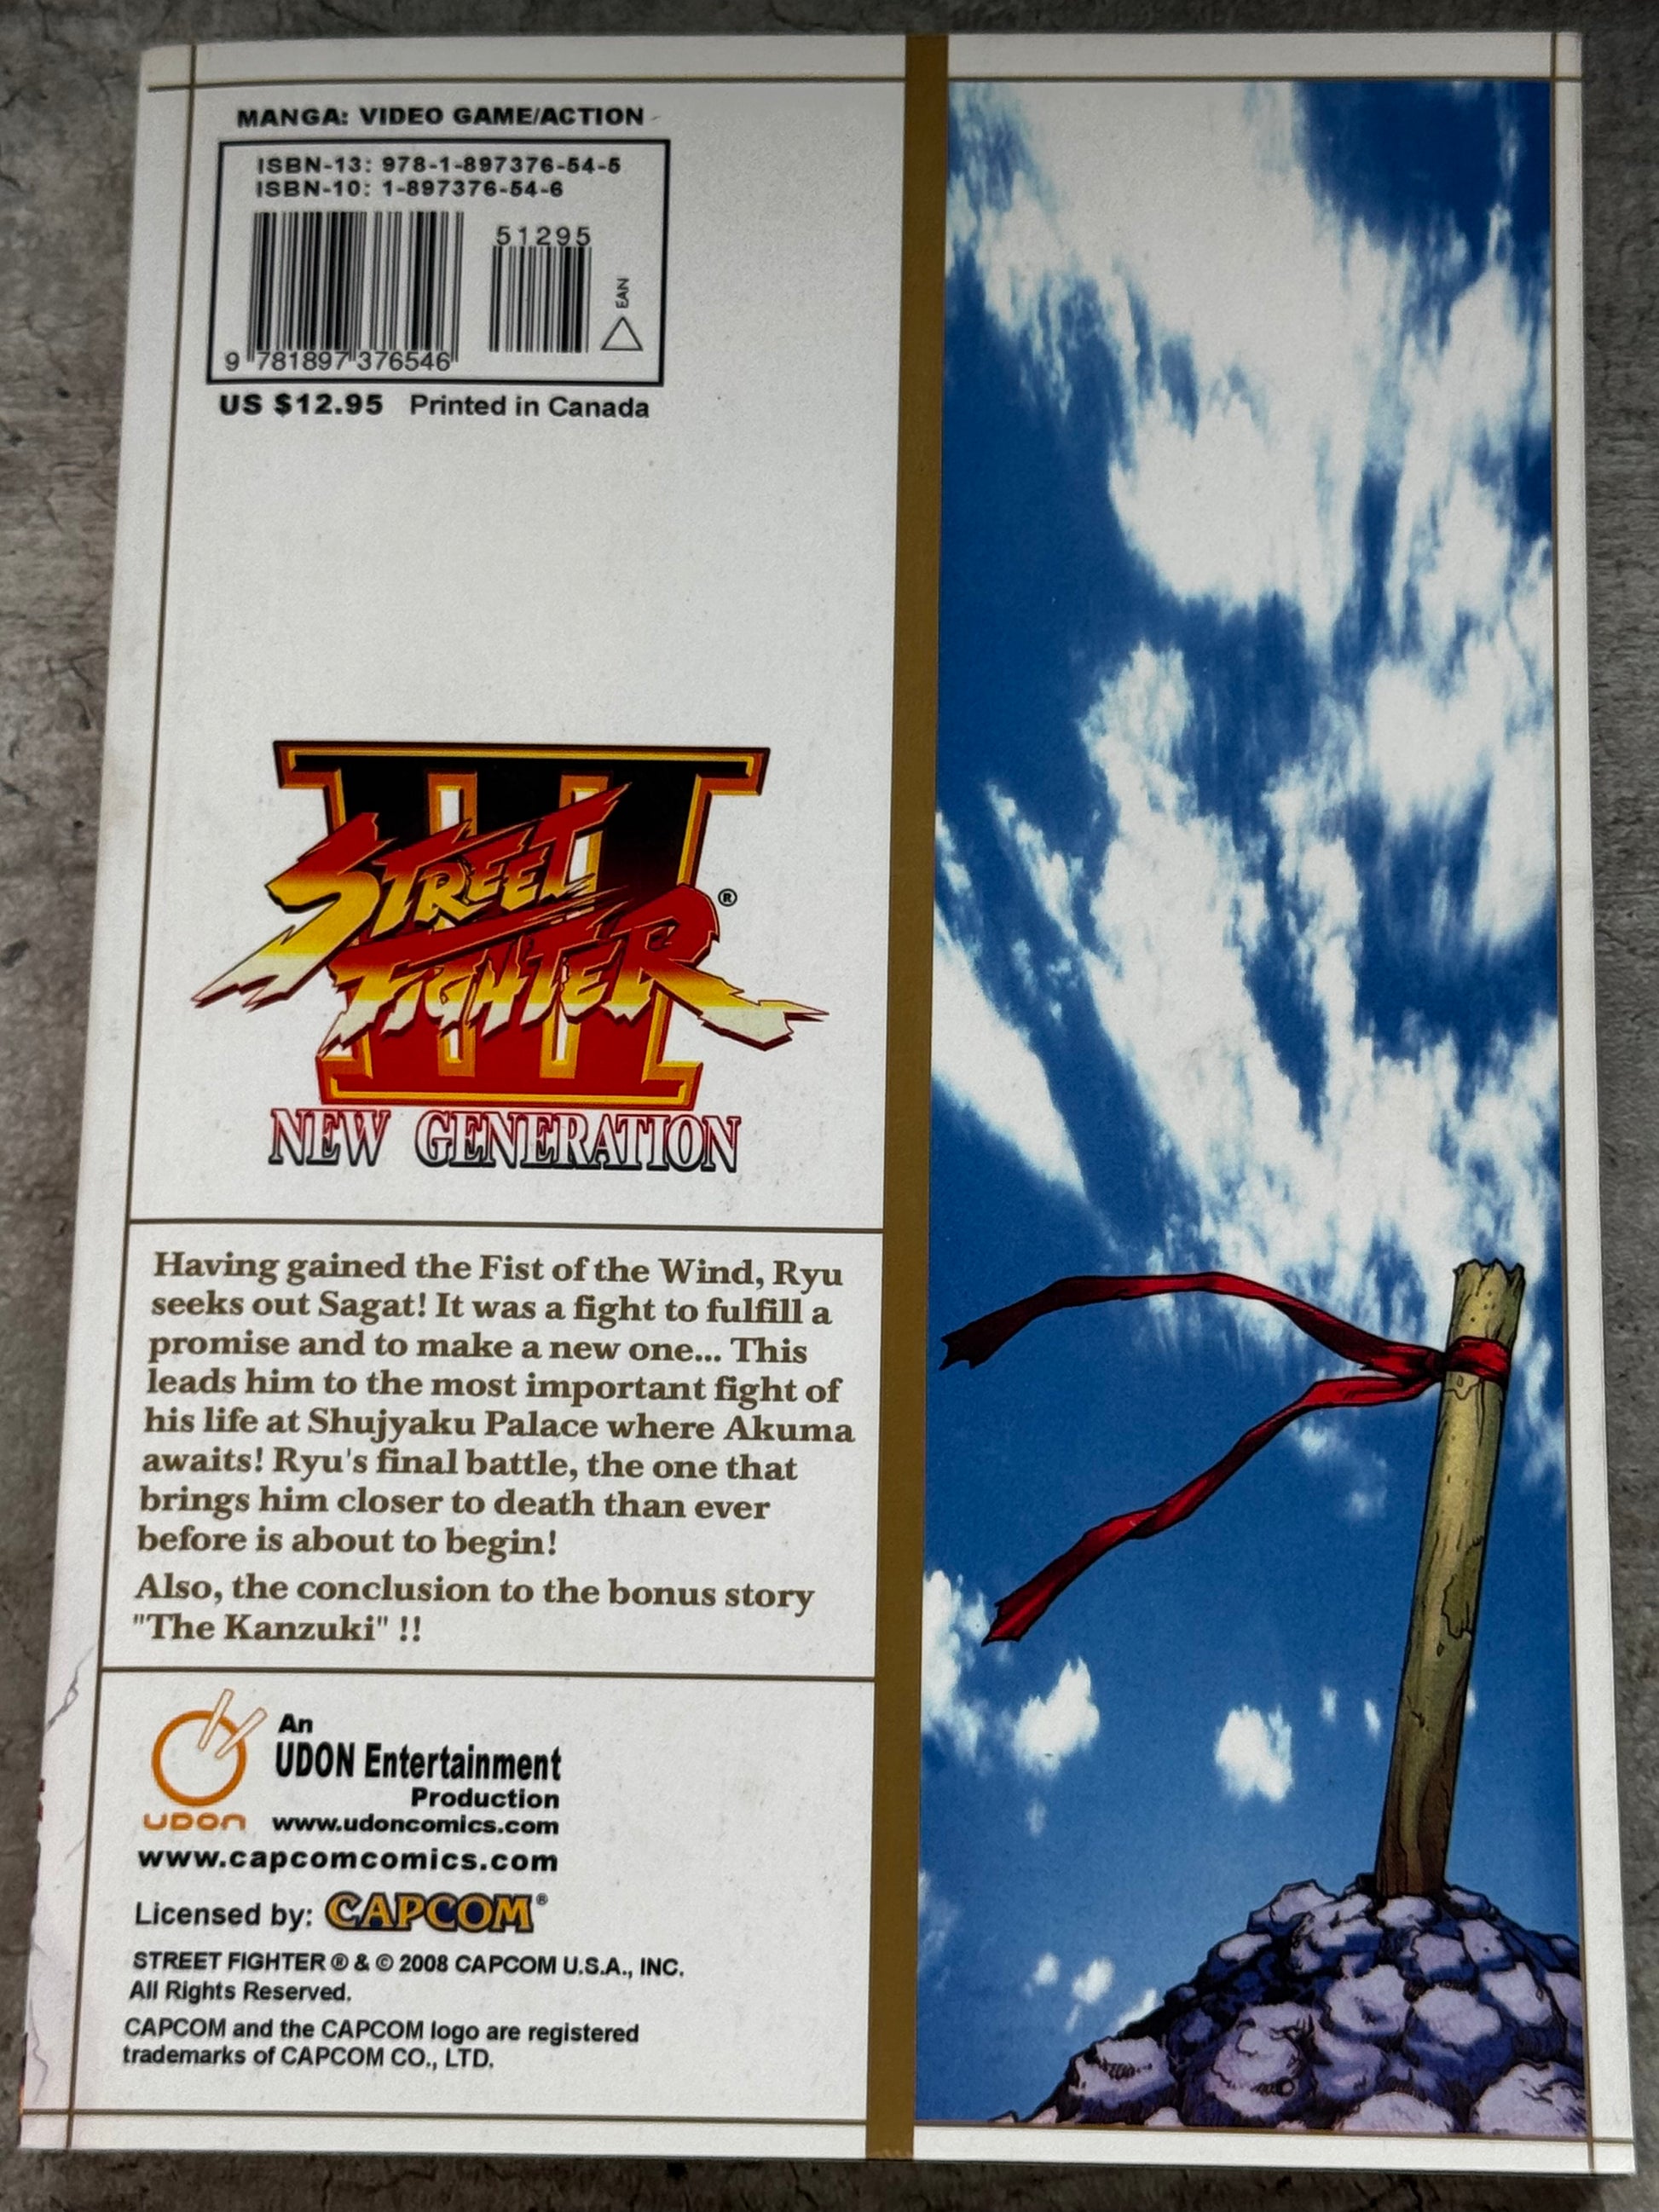 MANGA: VIDEO GAME/ACTION
ISBN-13: 978-1-897376-54-5
ISBN-10: 1-897376-54-6
51295
EAN
9 781897 376546
US $12.95 Printed in Canada
III
STREET
FIGHTER®
NEW GENERATION
Having gained the Fist of the Wind, Ryu
seeks out Sagat! It was a fight to fulfill a
promise and to make a new one... This
leads him to the most important fight of
his life at Shujyaku Palace where Akuma
awaits! Ryu's final battle, the one that
brings him closer to death than ever
before is about to begin!
Also, the conclusion to the bonus story
"The Kanzuki" !!
An
UDON Entertainment
Production
UDON www.udoncomics.com
www.capcomcomics.com
Licensed by: CAPCOM®
STREET FIGHTER ® & © 2008 CAPCOM U.S.A., INC.
All Rights Reserved.
CAPCOM and the CAPCOM logo are registered
trademarks of CAPCOM CO., LTD.